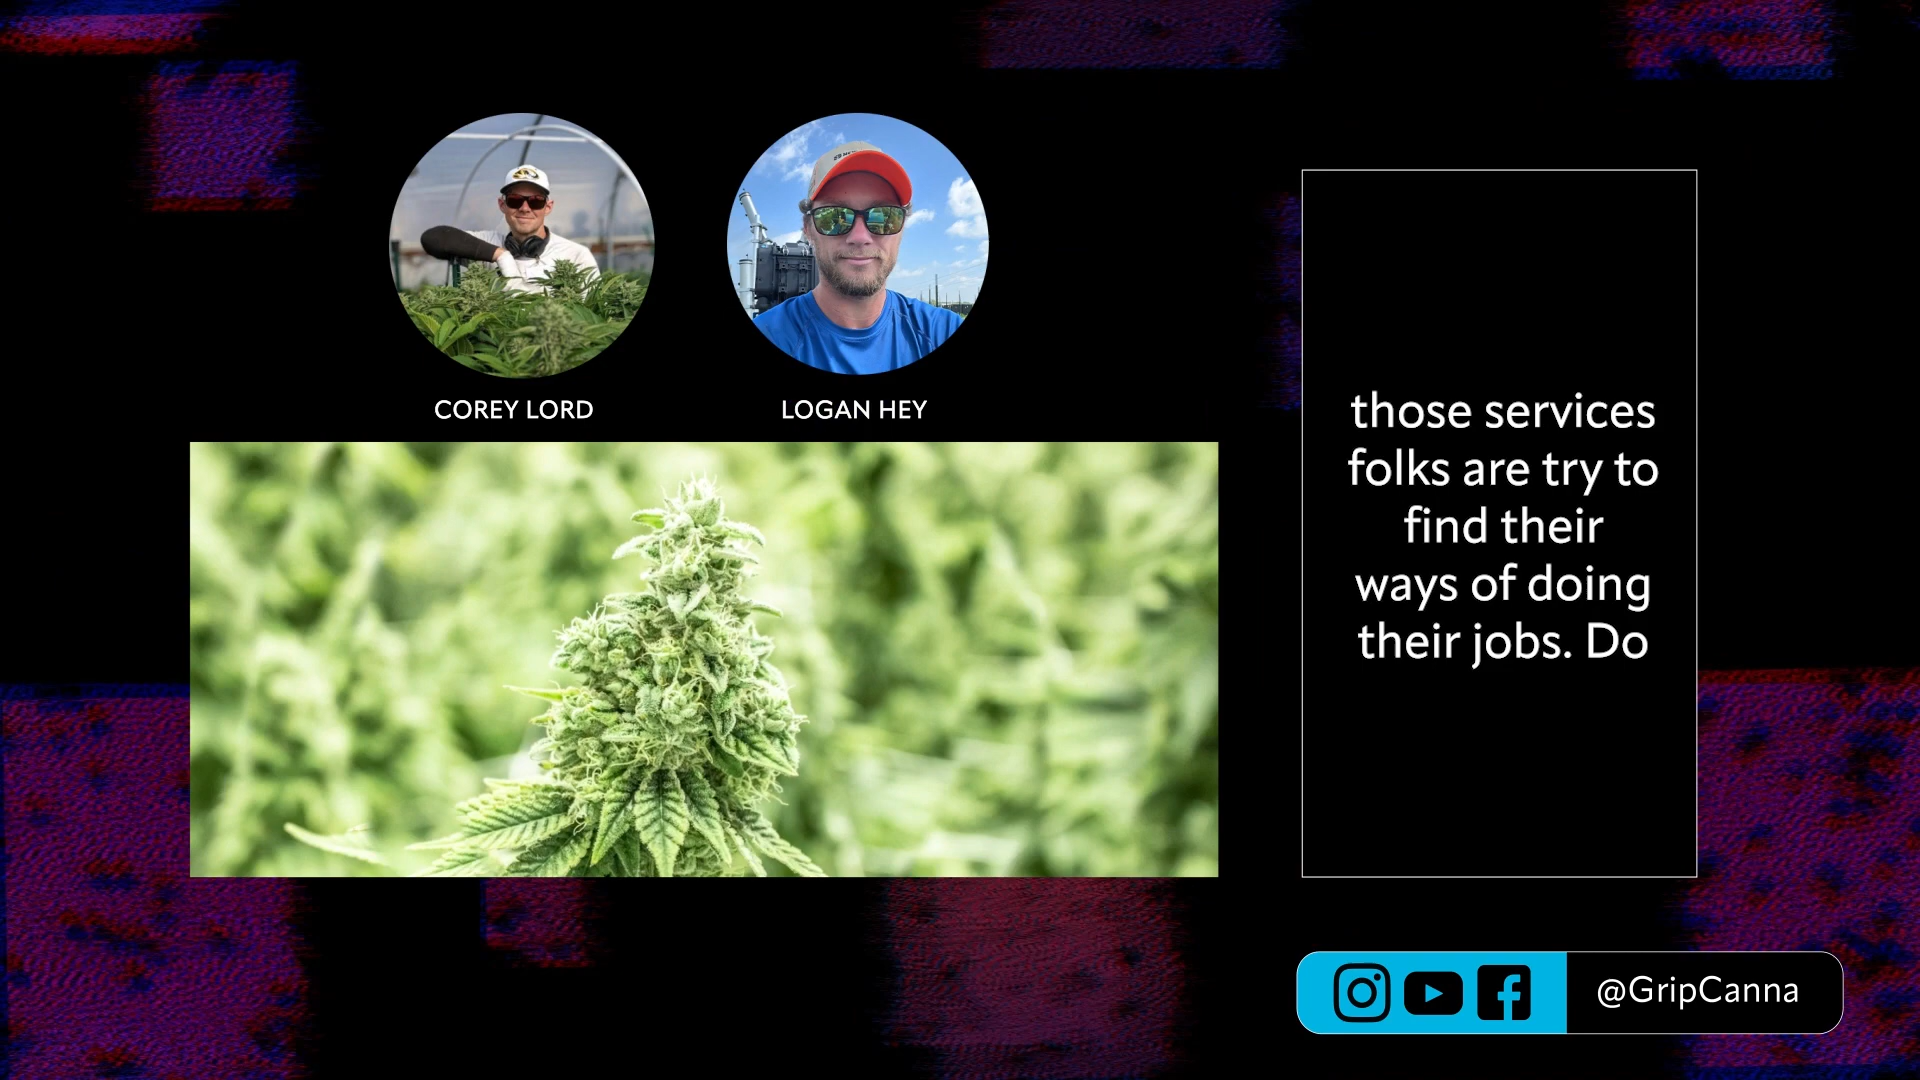 COREY LORD
LOGAN HEY
those services
folks are try to
find their
ways of doing
their jobs. Do
@GripCanna